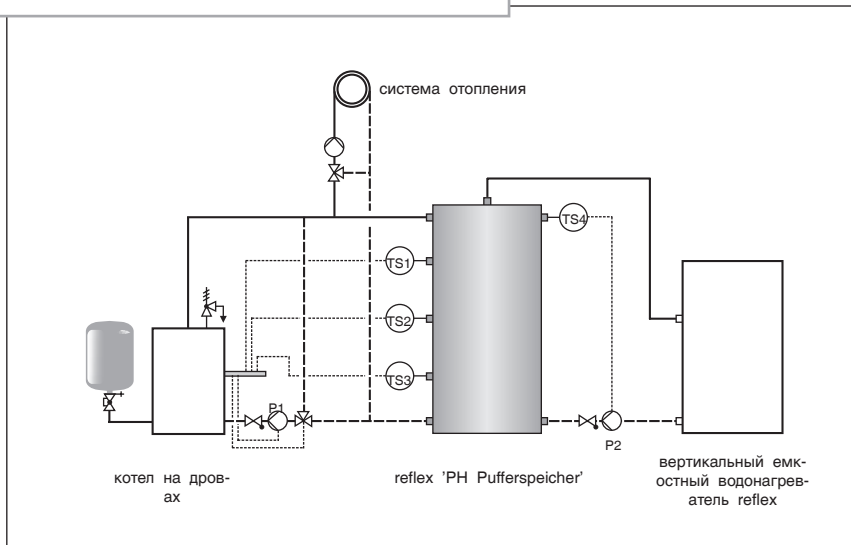 система отопления
TS4
TS1
TS2
TS3
P1
P2
котел на дров-
ах
reflex 'PH Pufferspeicher'
вертикальный емк-
остный водонагрев-
атель reflex